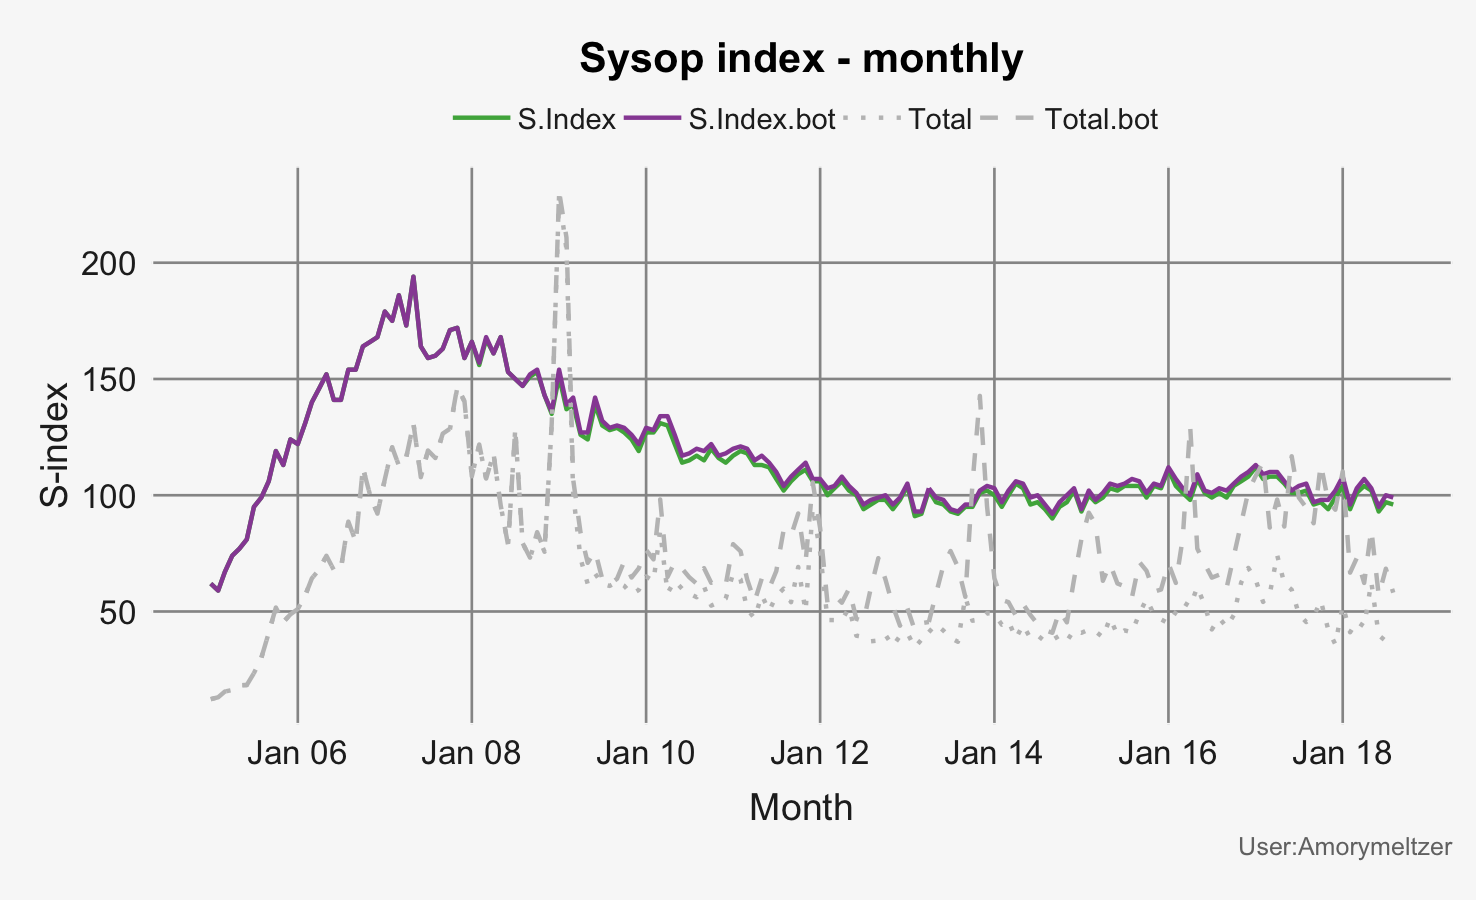 Sysop index - monthly
S.Index S.Index.bot Total Total.bot
200
150
100
50
S-index
Jan 06 Jan 08 Jan 10 Jan 12 Jan 14 Jan 16 Jan 18
Month
User:Amorymeltzer